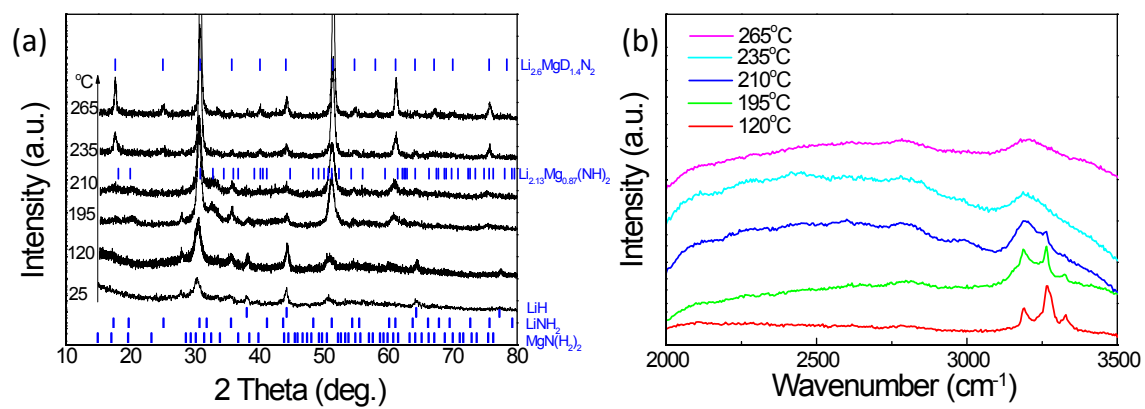 (a)
Intensity (a.u.)
°C
265
235
210
195
120
25
Li2.6MgD1.4N2
Li2.13Mg0.87(NH)2
LiH
LiNH2
MgN(H2)2
10 20 30 40 50 60 70 80
2 Theta (deg.)
(b)
Intensity (a.u.)
265°C
235°C
210°C
195°C
120°C
2000 2500 3000 3500
Wavenumber (cm-1)